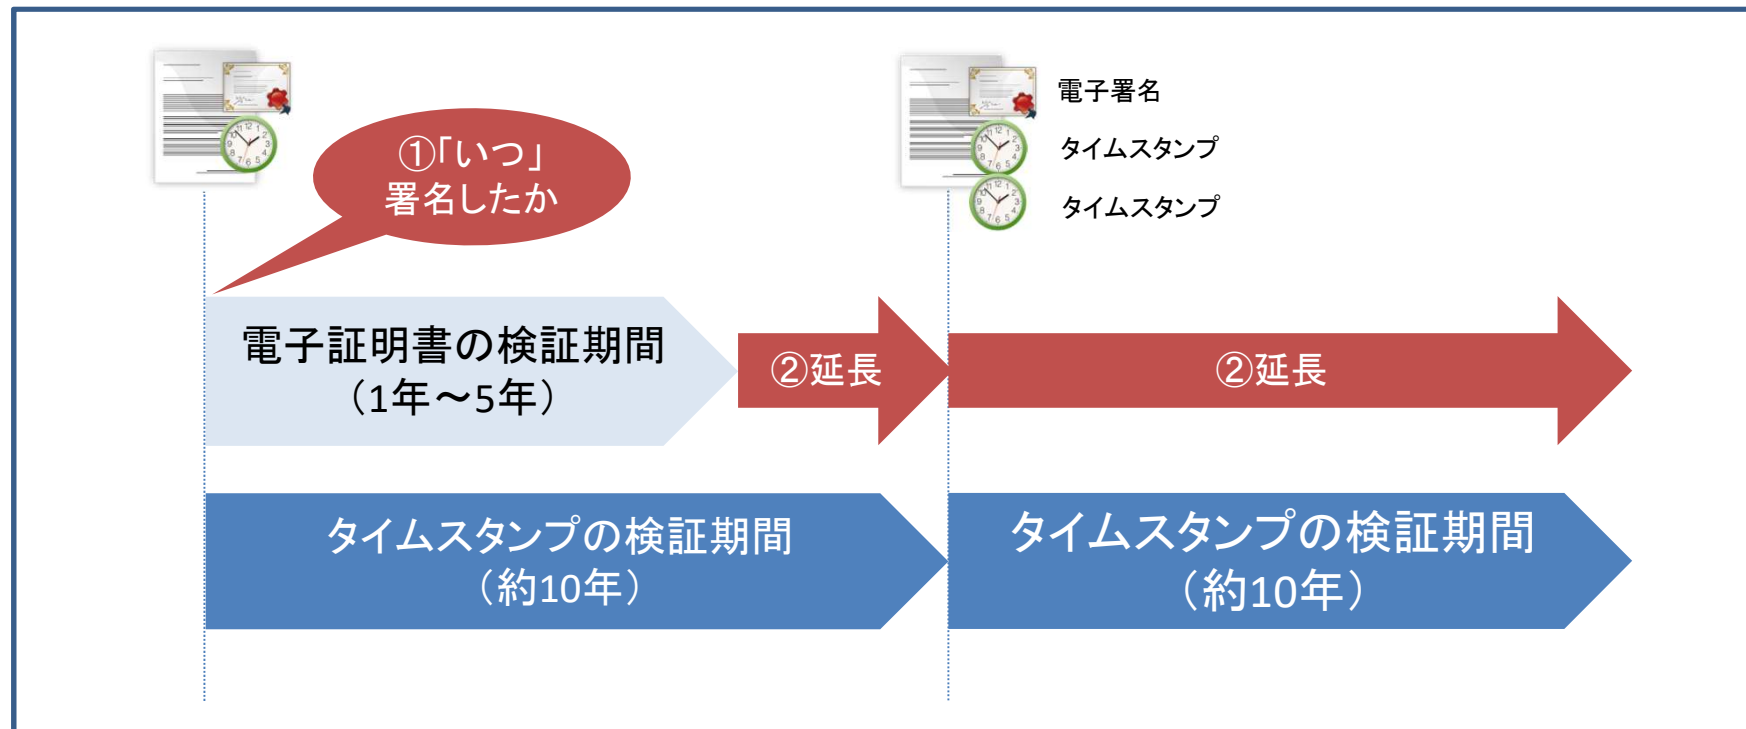 電子署名
タイムスタンプ
タイムスタンプ
①「いつ」
署名したか
電子証明書の検証期間
（1年～5年）
②延長
②延長
タイムスタンプの検証期間
（約10年）
タイムスタンプの検証期間
（約10年）